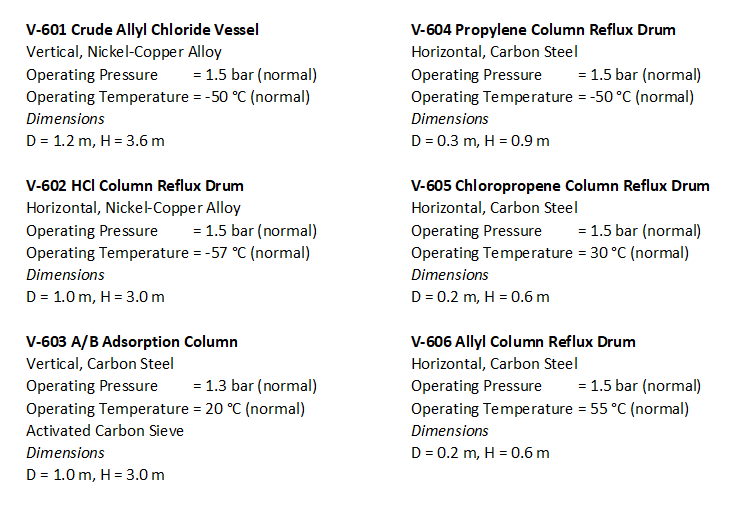 V-601 Crude Allyl Chloride Vessel
Vertical, Nickel-Copper Alloy
Operating Pressure = 1.5 bar (normal)
Operating Temperature = -50 °C (normal)
Dimensions
D = 1.2 m, H = 3.6 m
V-602 HCl Column Reflux Drum
Horizontal, Nickel-Copper Alloy
Operating Pressure = 1.5 bar (normal)
Operating Temperature = -57 °C (normal)
Dimensions
D = 1.0 m, H = 3.0 m
V-603 A/B Adsorption Column
Vertical, Carbon Steel
Operating Pressure = 1.3 bar (normal)
Operating Temperature = 20 °C (normal)
Activated Carbon Sieve
Dimensions
D = 1.0 m, H = 3.0 m
V-604 Propylene Column Reflux Drum
Horizontal, Carbon Steel
Operating Pressure = 1.5 bar (normal)
Operating Temperature = -50 °C (normal)
Dimensions
D = 0.3 m, H = 0.9 m
V-605 Chloropropene Column Reflux Drum
Horizontal, Carbon Steel
Operating Pressure = 1.5 bar (normal)
Operating Temperature = 30 °C (normal)
Dimensions
D = 0.2 m, H = 0.6 m
V-606 Allyl Column Reflux Drum
Horizontal, Carbon Steel
Operating Pressure = 1.5 bar (normal)
Operating Temperature = 55 °C (normal)
Dimensions
D = 0.2 m, H = 0.6 m